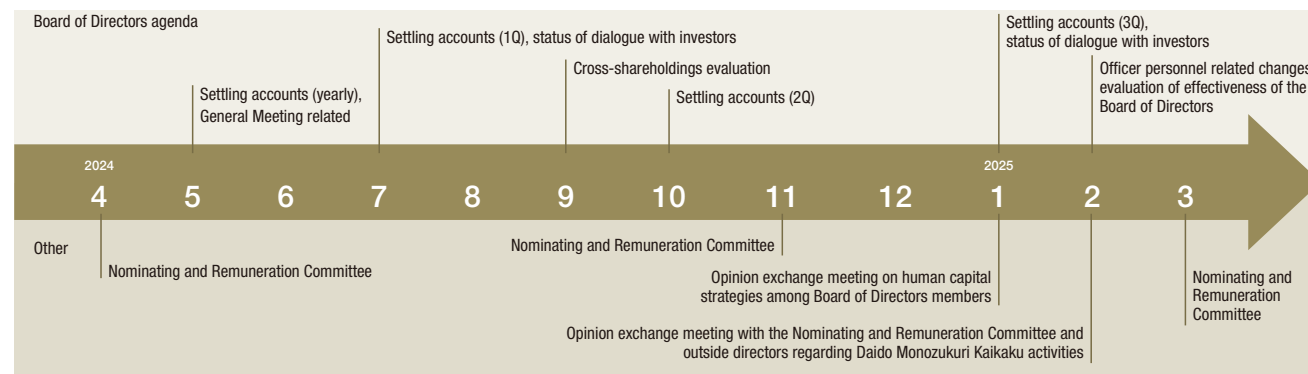 Board of Directors agenda
Settling accounts (1Q), status of dialogue with investors
Settling accounts (3Q),
status of dialogue with investors
Cross-shareholdings evaluation
Officer personnel related changes
evaluation of effectiveness of the
Board of Directors
Settling accounts (yearly),
General Meeting related
Settling accounts (2Q)
2024
2025
4 5 6 7 8 9 10 11 12 1 2 3
Other
Nominating and Remuneration Committee
Nominating and Remuneration Committee
Opinion exchange meeting on human capital
strategies among Board of Directors members
Nominating and
Remuneration
Committee
Opinion exchange meeting with the Nominating and Remuneration Committee and
outside directors regarding Daido Monozukuri Kaikaku activities